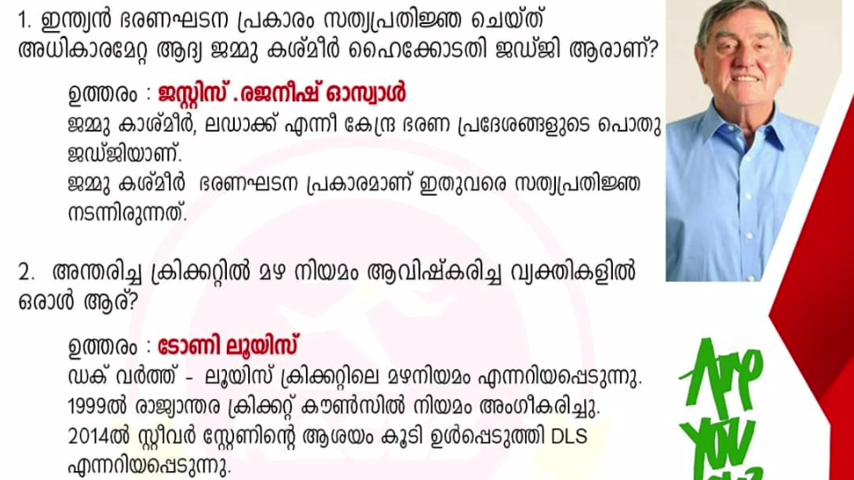 1. ഇന്ത്യൻ ഭരണഘടന പ്രകാരം സത്യപ്രതിജ്ഞ ചെയ്ത്
അധികാരമേറ്റ ആദ്യ ജമ്മു കശ്മീർ ഹൈക്കോടതി ജഡ്ജി ആരാണ്?
ഉത്തരം : ജസ്റ്റിസ് .രജനീഷ് ഓസ്വാൾ
ജമ്മു കാശ്മീർ, ലഡാക്ക് എന്നീ കേന്ദ്ര ഭരണ പ്രദേശങ്ങളുടെ പൊതു
ജഡ്ജിയാണ്.
ജമ്മു കശ്മീർ ഭരണഘടന പ്രകാരമാണ് ഇതുവരെ സത്യപ്രതിജ്ഞ
നടന്നിരുന്നത്.
2. അന്തരിച്ച ക്രിക്കറ്റിൽ മഴ നിയമം ആവിഷ്കരിച്ച വ്യക്തികളിൽ
ഒരാൾ ആര്?
ഉത്തരം : ടോണി ലൂയിസ്
ഡക് വർത്ത് - ലൂയിസ് ക്രിക്കറ്റിലെ മഴനിയമം എന്നറിയപ്പെടുന്നു.
1999ൽ രാജ്യാന്തര ക്രിക്കറ്റ് കൗൺസിൽ നിയമം അംഗീകരിച്ചു.
2014ൽ സ്റ്റീവർ സ്റ്റേണിന്റെ ആശയം കൂടി ഉൾപ്പെടുത്തി DLS
എന്നറിയപ്പെടുന്നു.
Are
YOU